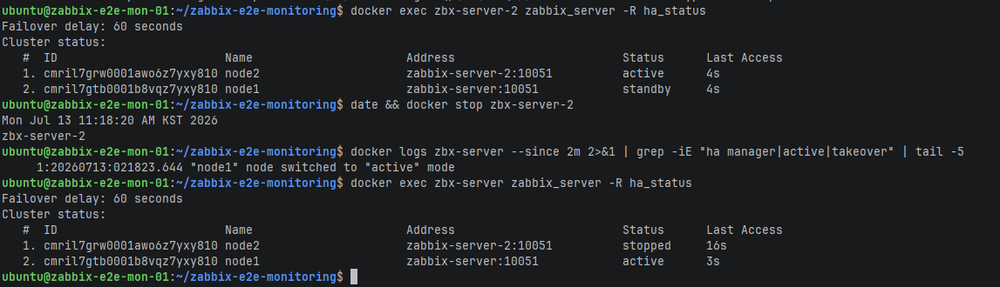 ubuntu@zabbix-e2e-mon-01:~/zabbix-e2e-monitoring$ docker exec zbx-server-2 zabbix_server -R ha_status
Failover delay: 60 seconds
Cluster status:
   #  ID                        Name                      Address                        Status      Last Access
   1. cmril7grw0001awo6z7yxy810 node2                     zabbix-server-2:10051          active      4s
   2. cmril7gtb0001b8vqz7yxy810 node1                     zabbix-server:10051            standby     4s
ubuntu@zabbix-e2e-mon-01:~/zabbix-e2e-monitoring$ date && docker stop zbx-server-2
Mon Jul 13 11:18:20 AM KST 2026
zbx-server-2
ubuntu@zabbix-e2e-mon-01:~/zabbix-e2e-monitoring$ docker logs zbx-server --since 2m 2>&1 | grep -iE "ha manager|active|takeover" | tail -5
     1:20260713:021823.644 "node1" node switched to "active" mode
ubuntu@zabbix-e2e-mon-01:~/zabbix-e2e-monitoring$ docker exec zbx-server zabbix_server -R ha_status
Failover delay: 60 seconds
Cluster status:
   #  ID                        Name                      Address                        Status      Last Access
   1. cmril7grw0001awo6z7yxy810 node2                     zabbix-server-2:10051          stopped     16s
   2. cmril7gtb0001b8vqz7yxy810 node1                     zabbix-server:10051            active      3s
ubuntu@zabbix-e2e-mon-01:~/zabbix-e2e-monitoring$